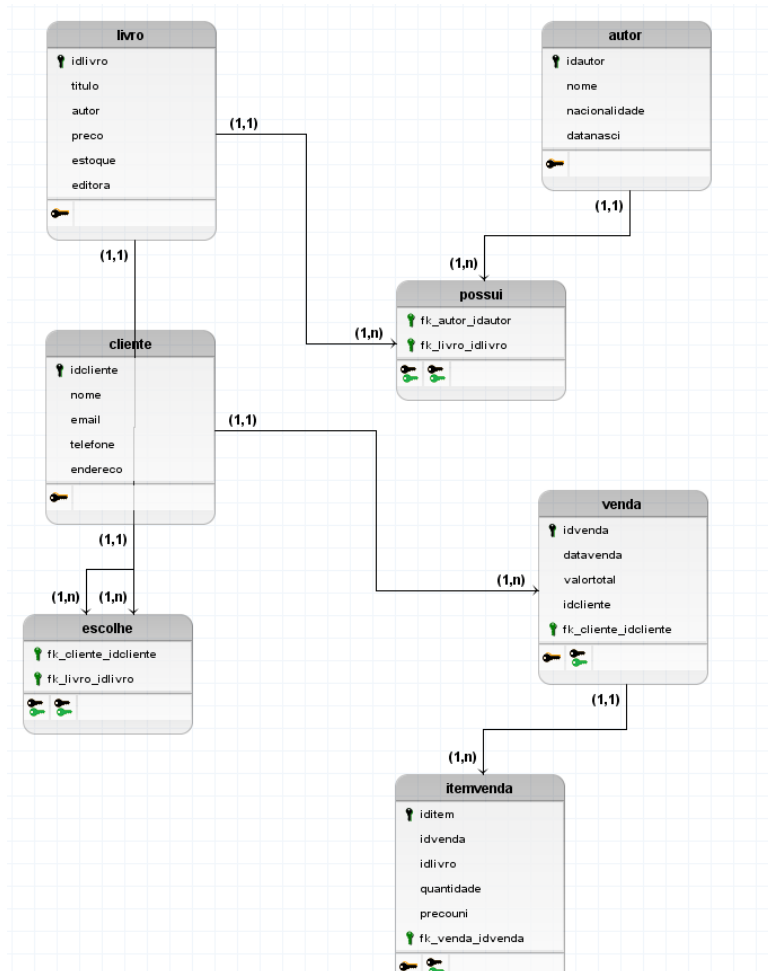 livro
idlivro
titulo
autor
preco
estoque
editora
(1,1)
(1,1)
autor
idautor
nome
nacionalidade
datanasci
(1,1)
(1,n)
(1,n)
possui
fk_autor_idautor
fk_livro_idlivro
cliente
idcliente
nome
email
telefone
endereco
(1,1)
(1,1)
(1,n)
(1,n)
(1,n)
escolhe
fk_cliente_idcliente
fk_livro_idlivro
venda
idvenda
datavenda
valortotal
idcliente
fk_cliente_idcliente
(1,1)
(1,n)
itemvenda
iditem
idvenda
idlivro
quantidade
precouni
fk_venda_idvenda